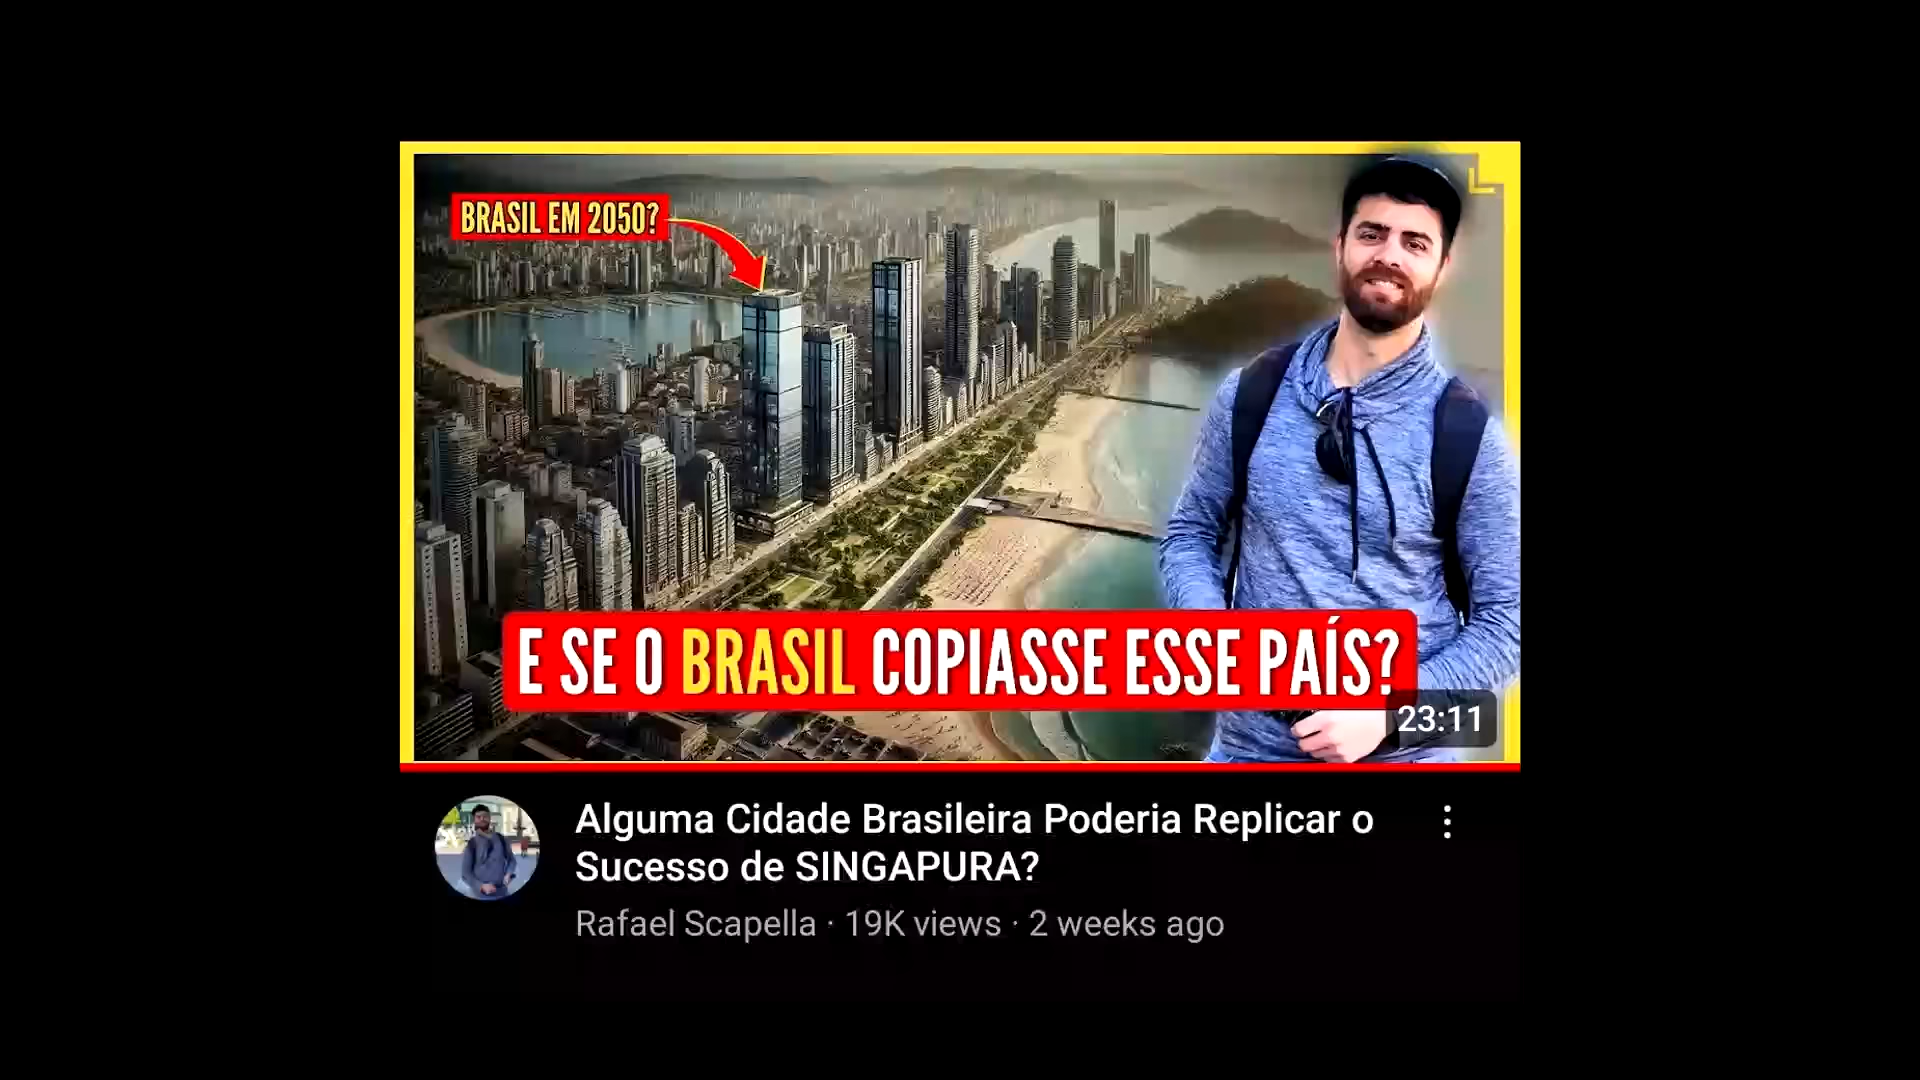 BRASIL EM 2050?
E SE O BRASIL COPIASSE ESSE PAÍS?
23:11
Alguma Cidade Brasileira Poderia Replicar o
Sucesso de SINGAPURA?
Rafael Scapella · 19K views · 2 weeks ago